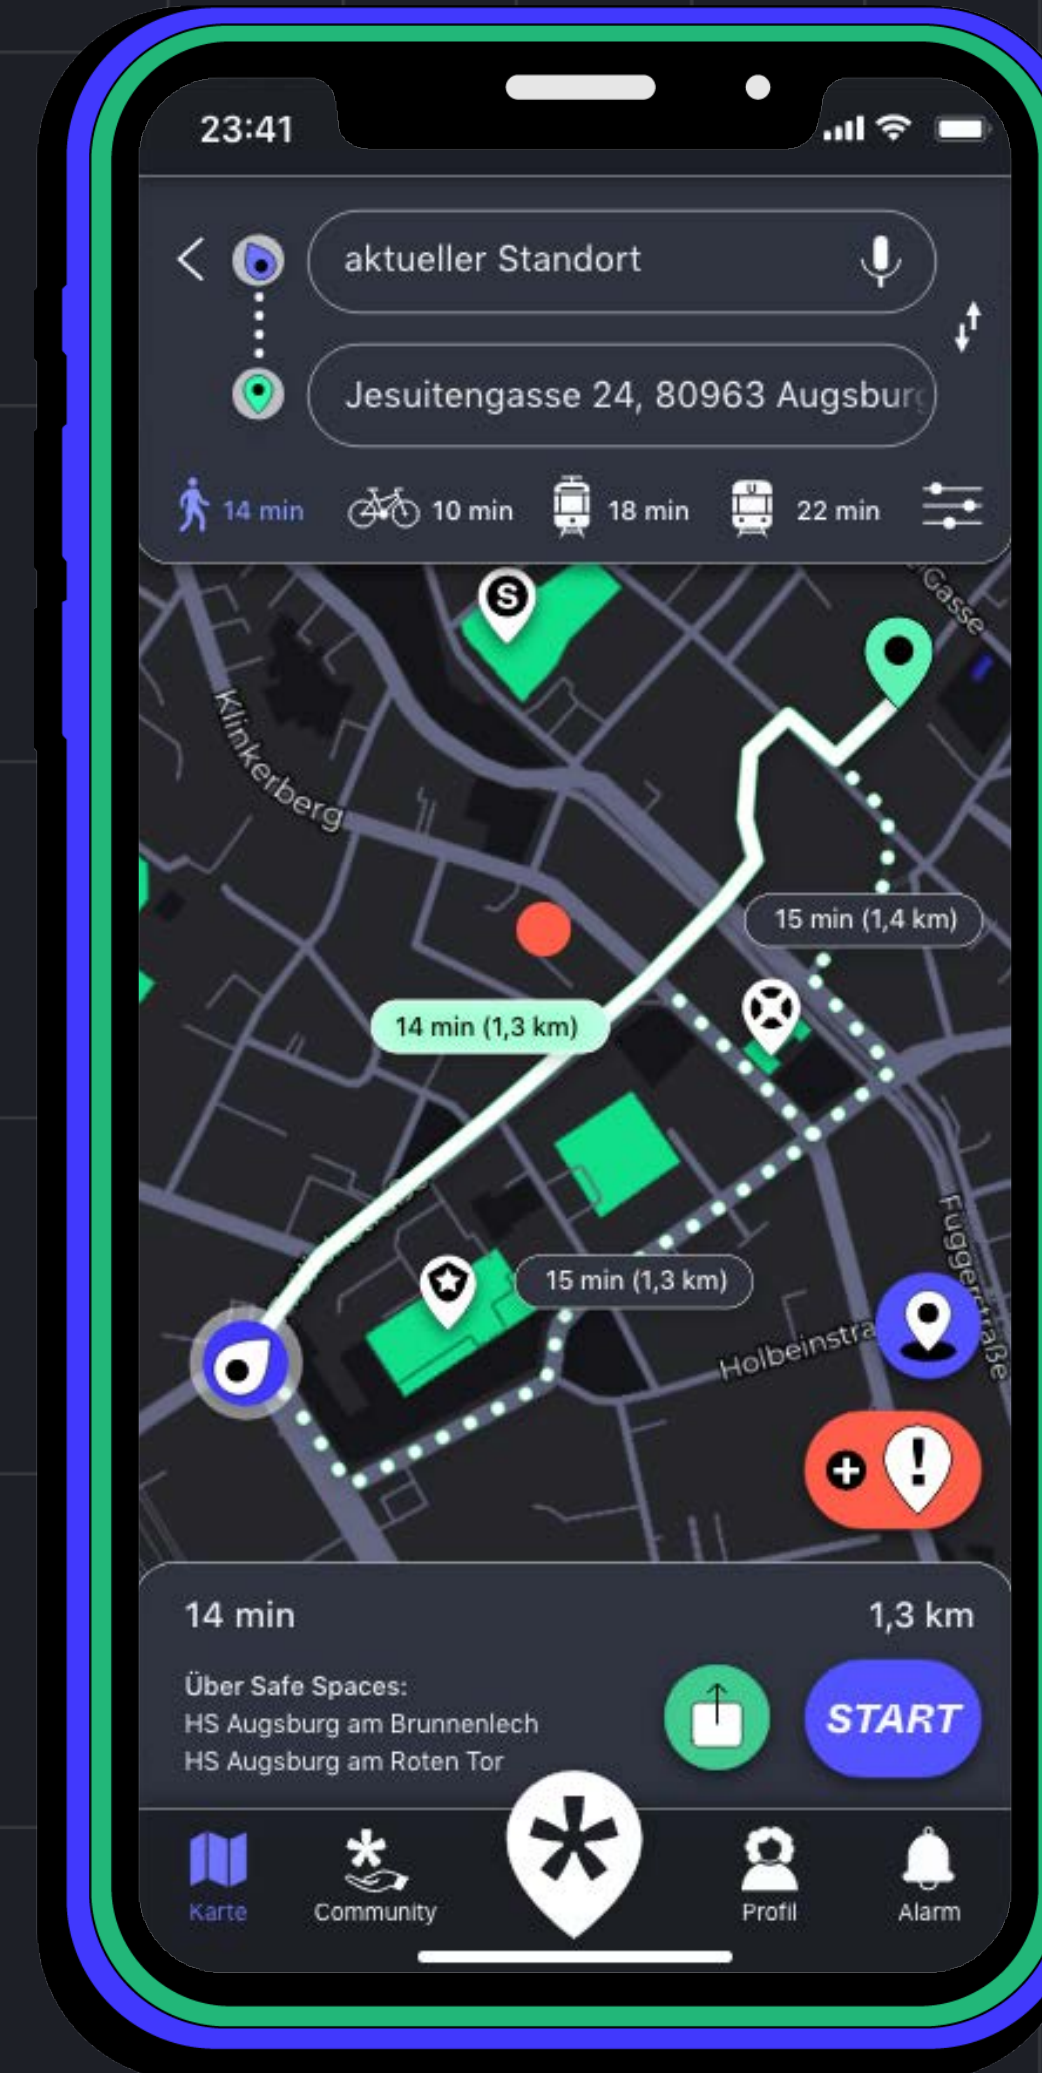 23:41
aktueller Standort
Jesuitengasse 24, 80963 Augsburg
14 min
10 min
18 min
U
22 min
Gasse
S
Klinkerberg
15 min (1,4 km)
14 min (1,3 km)
15 min (1,3 km)
Fuggerstraße
Holbeinstra
!
14 min
1,3 km
Über Safe Spaces:
HS Augsburg am Brunnenlech
HS Augsburg am Roten Tor
START
Karte
Community
Profil
Alarm